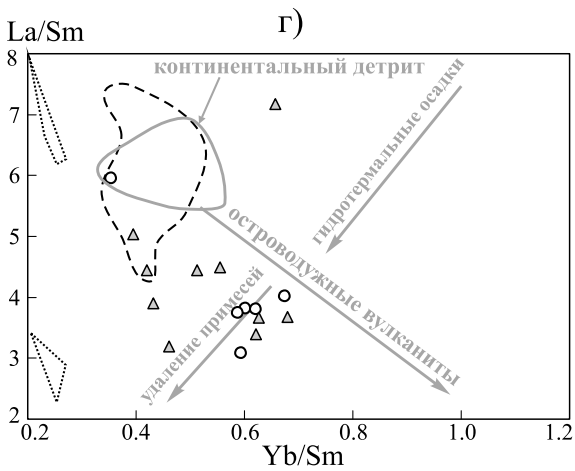 г)
La/Sm
8
7
6
5
4
3
2
континентальный детрит
гидротермальные осадки
островодужные вулканиты
удаление примесей
0.2 0.4 0.6 0.8 1.0 1.2
Yb/Sm